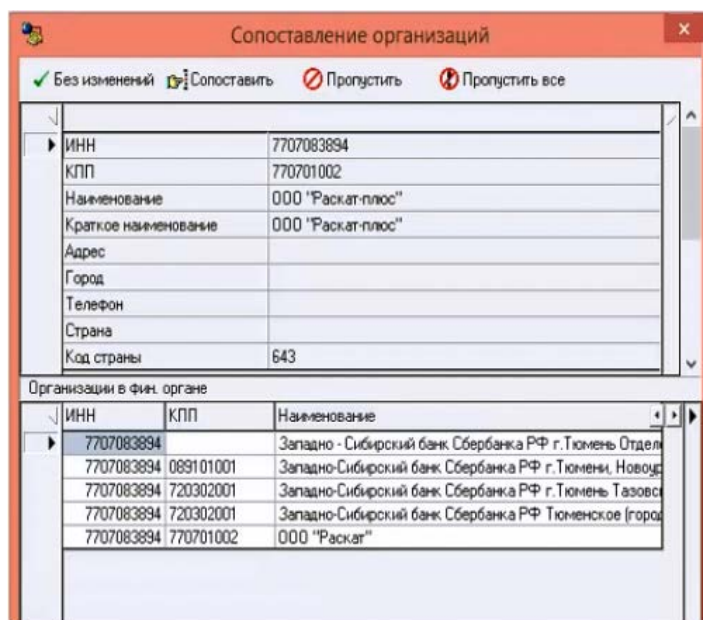 Сопоставление организаций
Без изменений Сопоставить Пропустить Пропустить все
ИНН 7707083894
КПП 770701002
Наименование ООО "Раскат-плюс"
Краткое наименование ООО "Раскат-плюс"
Адрес
Город
Телефон
Страна
Код страны 643
Организации в фин. органе
ИНН КПП Наименование
7707083894 Западно - Сибирский банк Сбербанка РФ г.Тюмень Отдел
7707083894 089101001 Западно-Сибирский банк Сбербанка РФ г.Тюмени, Новоур
7707083894 720302001 Западно-Сибирский банк Сбербанка РФ г.Тюмень Тазовс
7707083894 720302001 Западно-Сибирский банк Сбербанка РФ Тюменское (город
7707083894 770701002 ООО "Раскат"